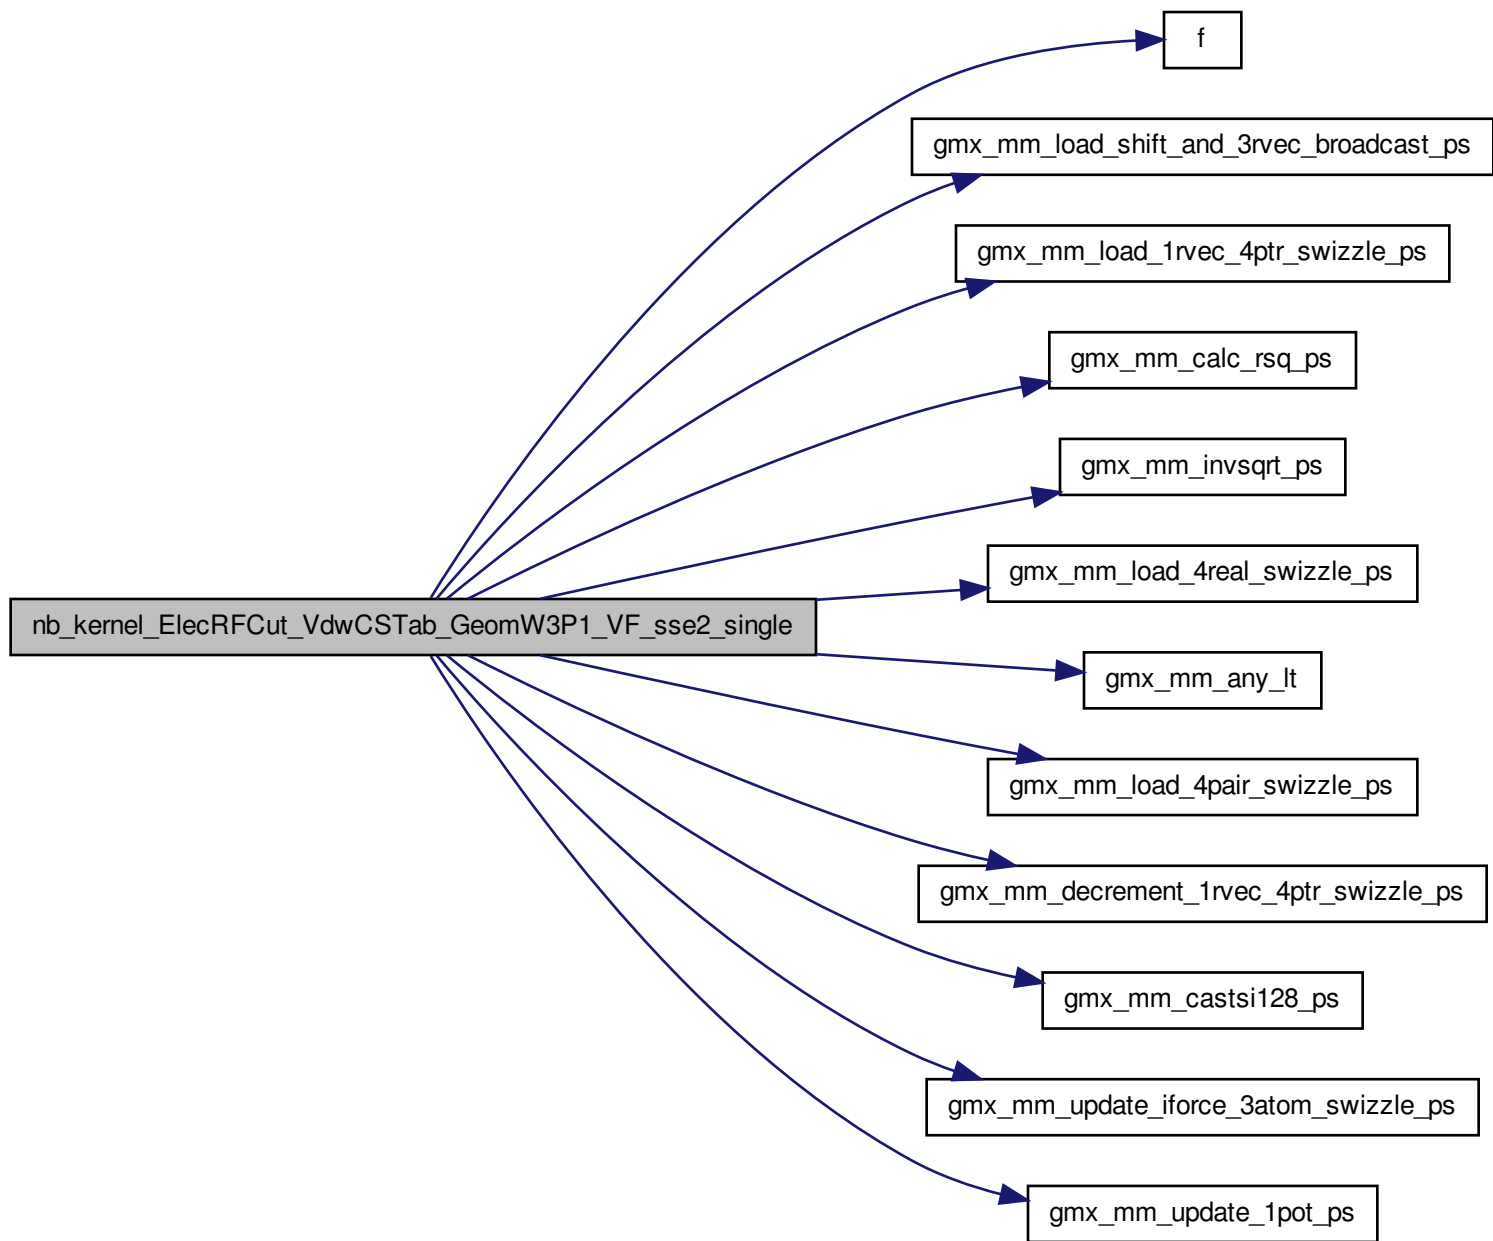 f
gmx_mm_load_shift_and_3rvec_broadcast_ps
gmx_mm_load_1rvec_4ptr_swizzle_ps
gmx_mm_calc_rsq_ps
gmx_mm_invsqrt_ps
gmx_mm_load_4real_swizzle_ps
nb_kernel_ElecRFCut_VdwCSTab_GeomW3P1_VF_sse2_single
gmx_mm_any_lt
gmx_mm_load_4pair_swizzle_ps
gmx_mm_decrement_1rvec_4ptr_swizzle_ps
gmx_mm_castsi128_ps
gmx_mm_update_iforce_3atom_swizzle_ps
gmx_mm_update_1pot_ps